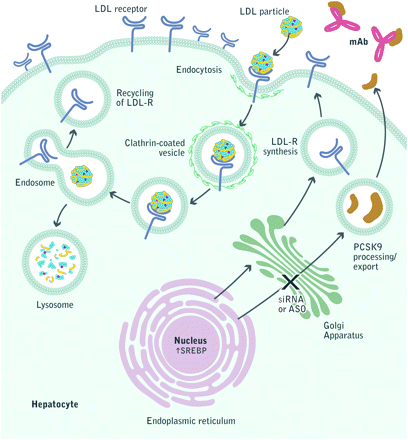 LDL receptor
LDL particle
mAb
Endocytosis
Recycling
of LDL-R
Clathrin-coated
vesicle
LDL-R
synthesis
Endosome
PCSK9
processing/
export
Lysosome
siRNA
or ASO
Golgi
Apparatus
Nucleus
↑SREBP
Hepatocyte
Endoplasmic reticulum